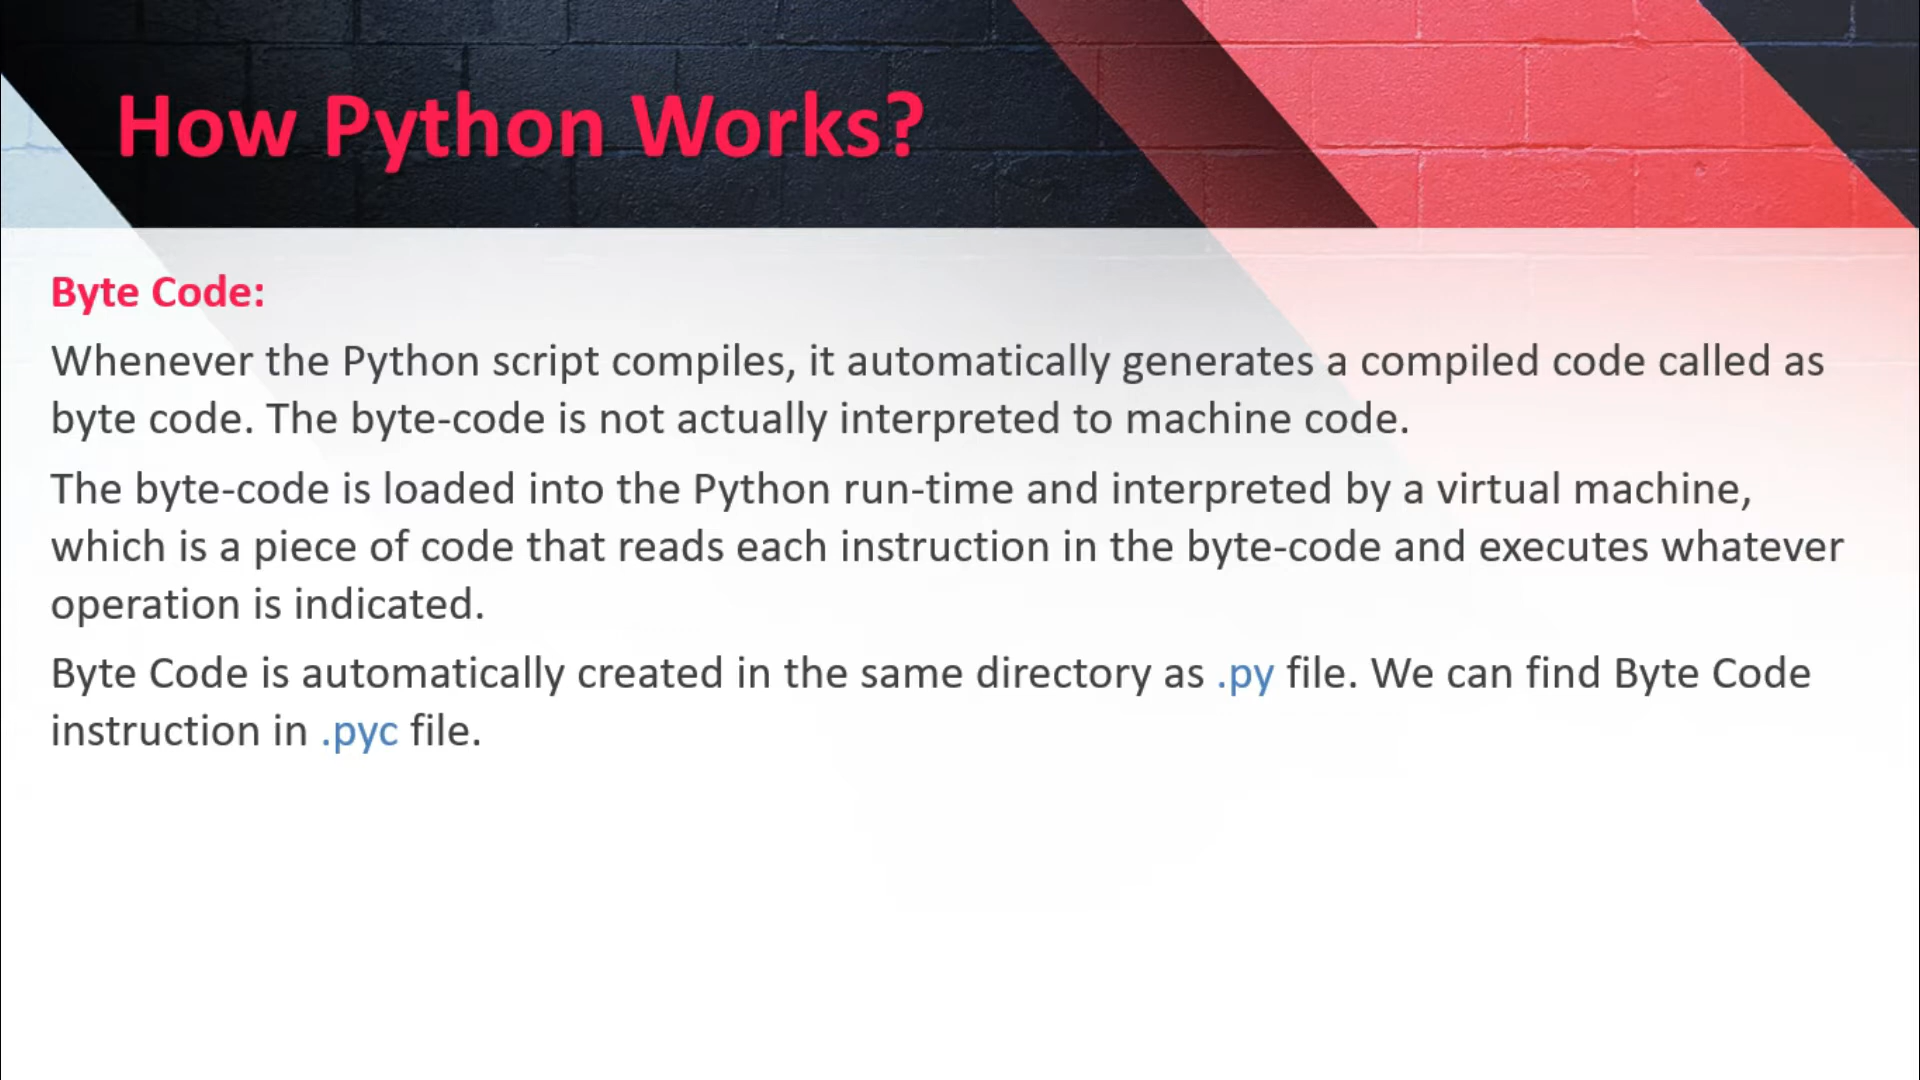 How Python Works?
Byte Code:
Whenever the Python script compiles, it automatically generates a compiled code called as
byte code. The byte-code is not actually interpreted to machine code.
The byte-code is loaded into the Python run-time and interpreted by a virtual machine,
which is a piece of code that reads each instruction in the byte-code and executes whatever
operation is indicated.
Byte Code is automatically created in the same directory as .py file. We can find Byte Code
instruction in .pyc file.